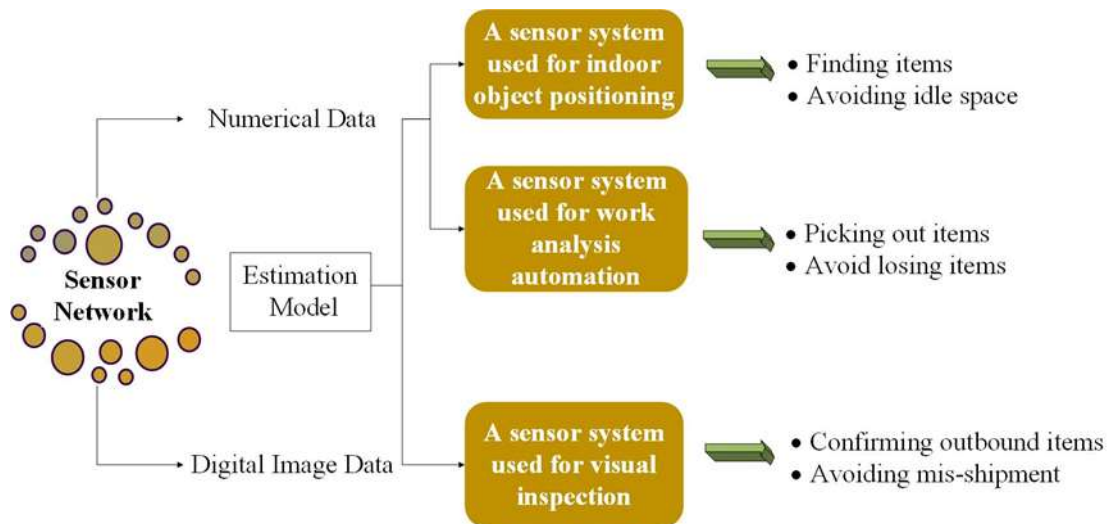 A sensor system
used for indoor
object positioning
• Finding items
• Avoiding idle space
Numerical Data
A sensor system
used for work
analysis
automation
• Picking out items
• Avoid losing items
Sensor
Network
Estimation
Model
A sensor system
used for visual
inspection
• Confirming outbound items
• Avoiding mis-shipment
Digital Image Data